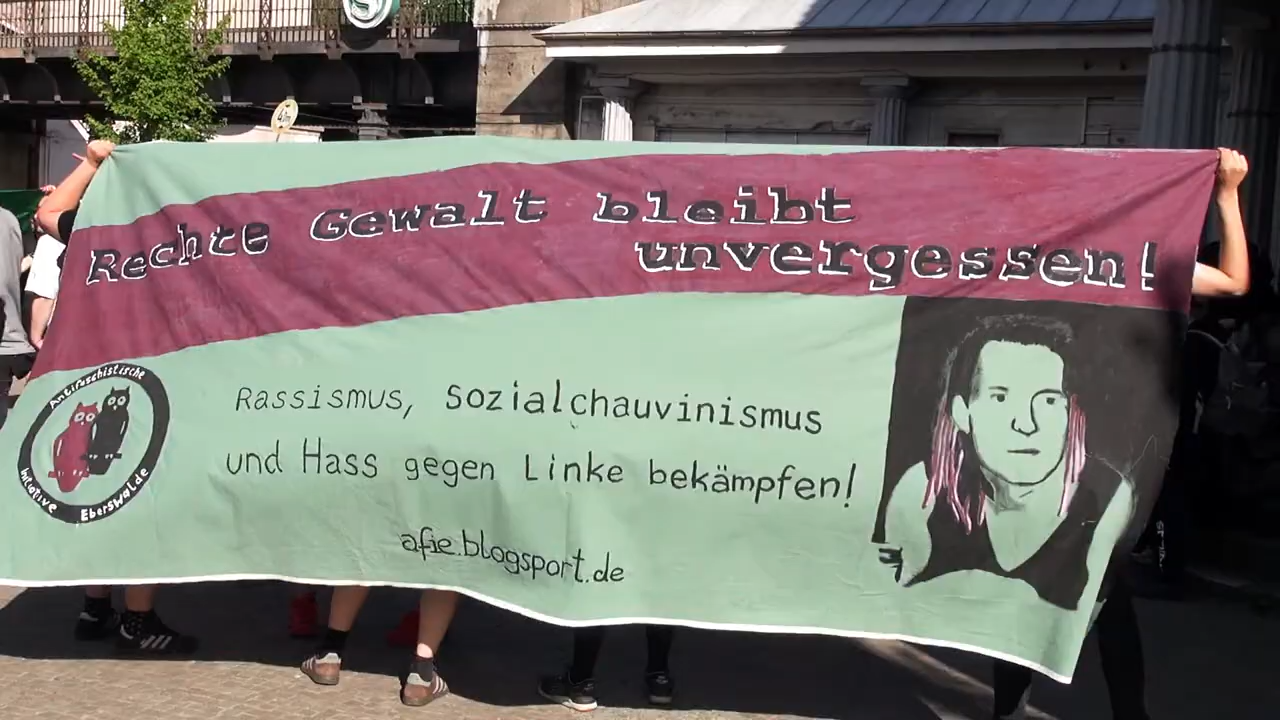 S
Rechte Gewalt bleibt
unvergessen!
Antifaschistische
Initiative Eberswalde
Rassismus, Sozialchauvinismus
und Hass gegen Linke bekämpfen!
afie.blogsport.de